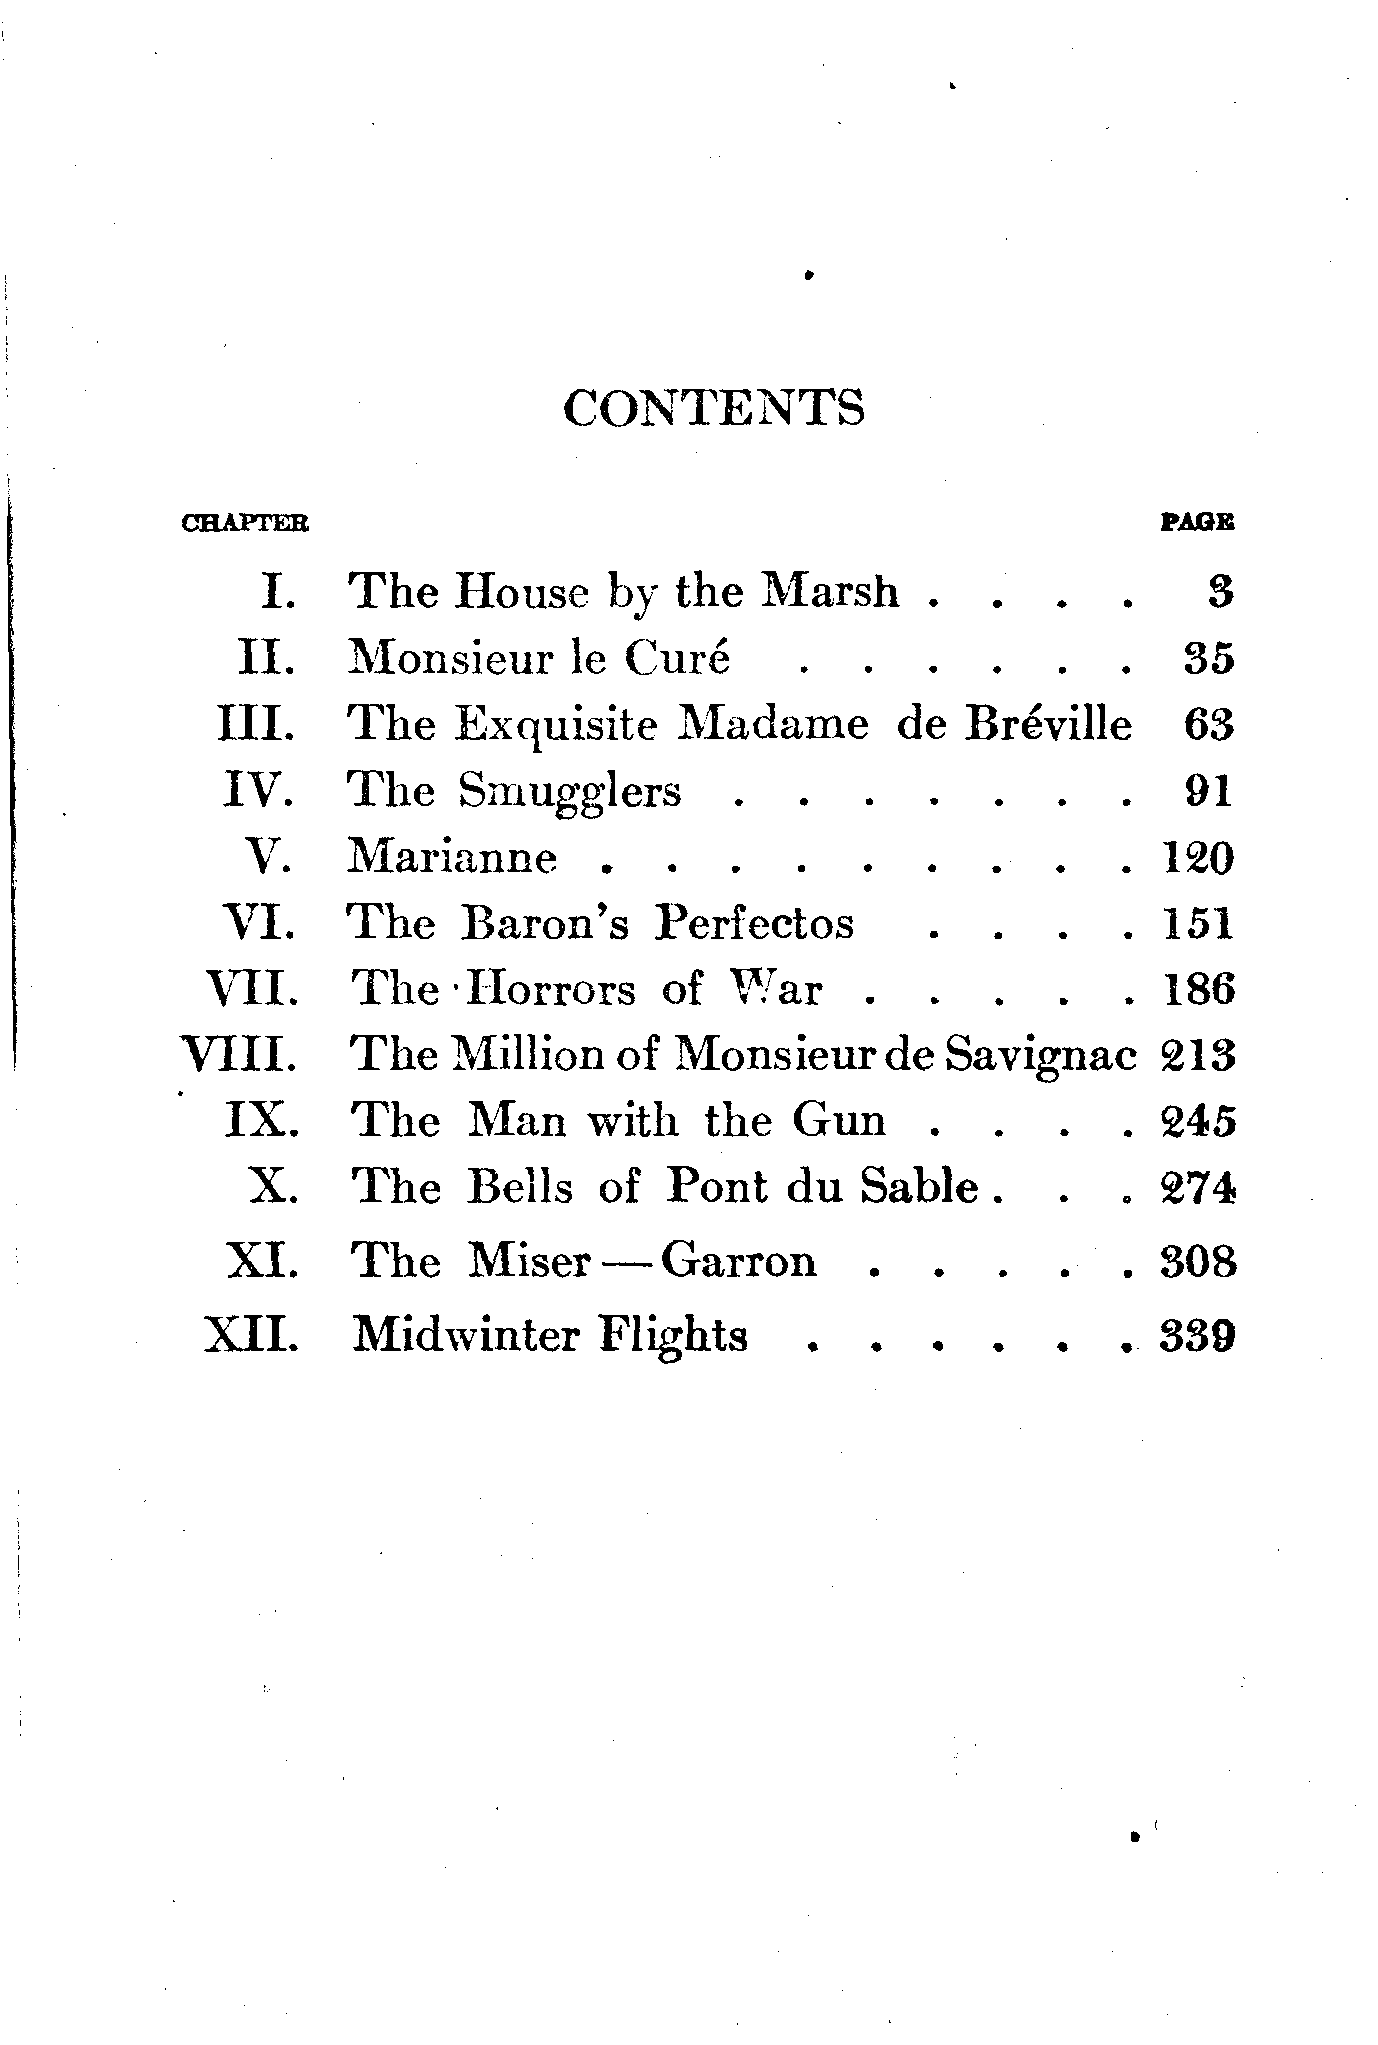 CONTENTS
CHAPTER PAGE
I. The House by the Marsh . . . . 3
II. Monsieur le Curé . . . . . . 35
III. The Exquisite Madame de Bréville 63
IV. The Smugglers . . . . . . . 91
V. Marianne . . . . . . . . . 120
VI. The Baron's Perfectos . . . . 151
VII. The Horrors of War . . . . . 186
VIII. The Million of Monsieur de Savignac 213
IX. The Man with the Gun . . . . 245
X. The Bells of Pont du Sable . . . 274
XI. The Miser — Garron . . . . . 308
XII. Midwinter Flights . . . . . . 339